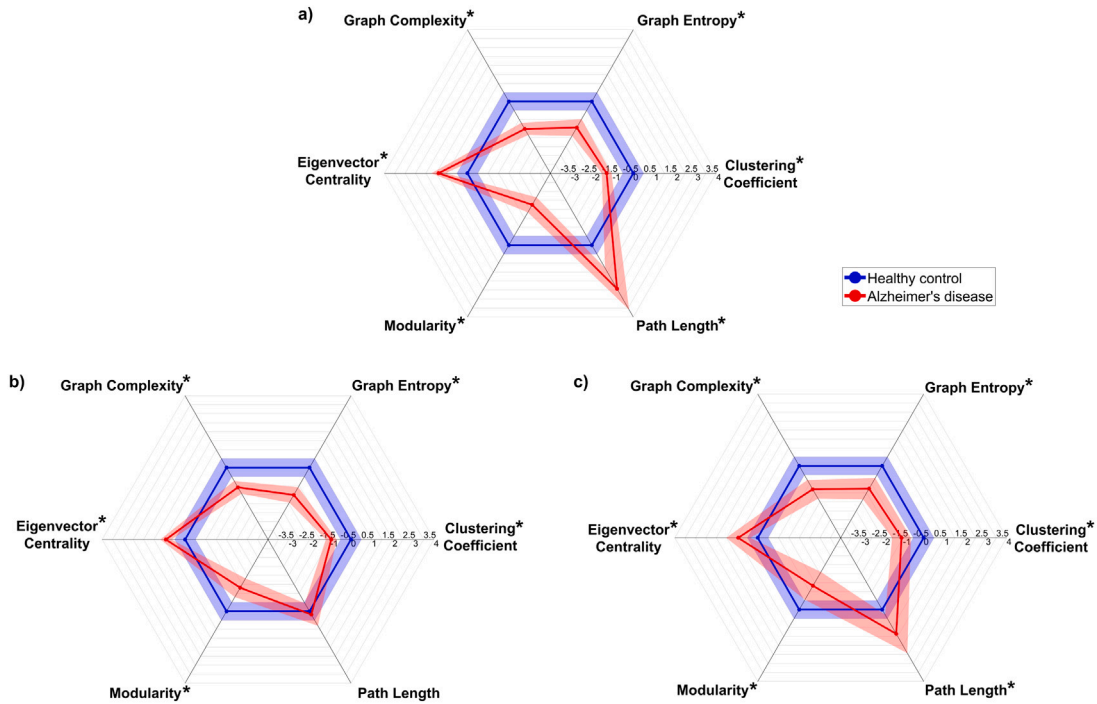 a)
Graph Complexity*
Graph Entropy*
Eigenvector*
Centrality
-3.5 -2.5 -1.5 -0.5 0.5 1.5 2.5 3.5
-3 -2 -1 0 1 2 3 4
Clustering*
Coefficient
Modularity*
Path Length*
Healthy control
Alzheimer's disease
b)
Graph Complexity*
Graph Entropy*
Eigenvector*
Centrality
-3.5 -2.5 -1.5 -0.5 0.5 1.5 2.5 3.5
-3 -2 -1 0 1 2 3 4
Clustering*
Coefficient
Modularity*
Path Length
c)
Graph Complexity*
Graph Entropy*
Eigenvector*
Centrality
-3.5 -2.5 -1.5 -0.5 0.5 1.5 2.5 3.5
-3 -2 -1 0 1 2 3 4
Clustering*
Coefficient
Modularity*
Path Length*